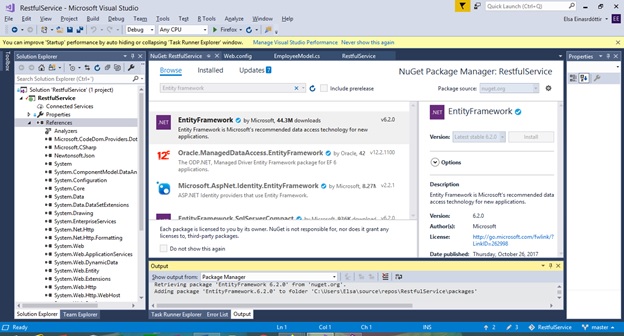 RestfulService - Microsoft Visual Studio
Quick Launch (Ctrl+Q)
File Edit View Project Build Debug Team Tools Test R Tools Analyze Window Help
Elsa Einarsdóttir
Debug Any CPU Firefox
You can improve 'Startup' performance by auto hiding or collapsing 'Task Runner Explorer' window. Manage Visual Studio Performance Never show this again
Toolbox
Solution Explorer
Search Solution Explorer (Ctrl+')
Solution 'RestfulService' (1 project)
RestfulService
Connected Services
Properties
References
Analyzers
Microsoft.CodeDom.Providers.Dot
Microsoft.CSharp
Newtonsoft.Json
System
System.ComponentModel.DataAn
System.Configuration
System.Core
System.Data
System.Data.DataSetExtensions
System.Drawing
System.EnterpriseServices
System.Net.Http
System.Net.Http.Formatting
System.Web
System.Web.ApplicationServices
System.Web.DynamicData
System.Web.Entity
System.Web.Extensions
System.Web.Http
System.Web.Http.WebHost
Solution Explorer Team Explorer
NuGet: RestfulService Web.config EmployeeModel.cs RestfulService
Browse Installed Updates 7
NuGet Package Manager: RestfulService
Entity framework
Include prerelease
Package source: nuget.org
.NET
EntityFramework by Microsoft, 44.3M downloads v6.2.0
Entity Framework is Microsoft's recommended data access technology for new applications.
Oracle.ManagedDataAccess.EntityFramework by Oracle, 42 v12.2.1100
The ODP.NET, Managed Driver Entity Framework package for EF 6 applications.
Microsoft.AspNet.Identity.EntityFramework by Microsoft, 8,27 v2.2.1
ASP.NET Identity providers that use Entity Framework.
EntityFramework.SqlServerCompact by Microsoft,
Each package is licensed to you by its owner. NuGet is not responsible for, nor does it grant any licenses to, third-party packages.
Do not show this again
.NET
EntityFramework
Version: Latest stable 6.2.0 Install
Options
Description
Entity Framework is Microsoft's recommended data access technology for new applications.
Version: 6.2.0
Author(s): Microsoft
License: http://go.microsoft.com/fwlink/?LinkID=262998
Date published: Thursday, October 26, 2017
Properties
Output
Show output from: Package Manager
Retrieving package 'EntityFramework 6.2.0' from 'nuget.org'.
Adding package 'EntityFramework.6.2.0' to folder 'C:\Users\Elsa\source\repos\RestfulService\packages'
Task Runner Explorer Error List Output
Ready Ln 1 Col 1 Ch 1 INS 2 3 RestfulService master